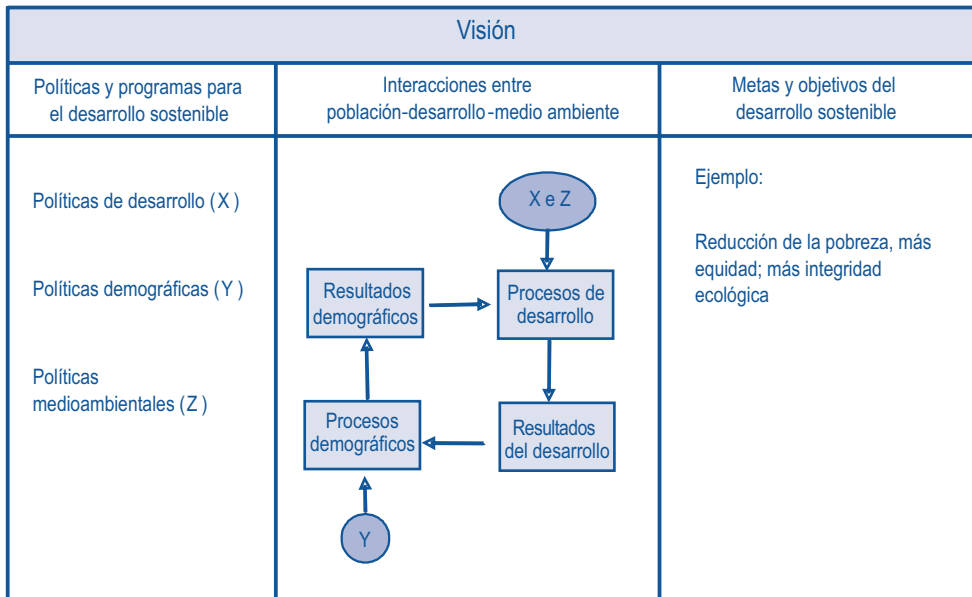 Visión
Políticas y programas para
el desarrollo sostenible
Interacciones entre
población-desarrollo-medio ambiente
Metas y objetivos del
desarrollo sostenible
Políticas de desarrollo (X)
Políticas demográficas (Y)
Políticas
medioambientales (Z)
X e Z
Resultados
demográficos
Procesos de
desarrollo
Procesos
demográficos
Resultados
del desarrollo
Y
Ejemplo:
Reducción de la pobreza, más
equidad; más integridad
ecológica